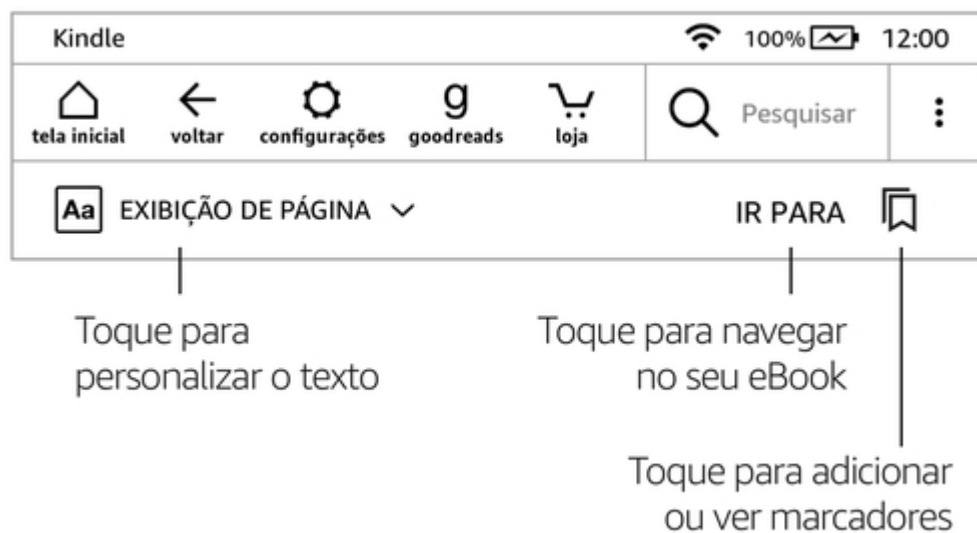 Kindle 100% 12:00
tela inicial voltar configurações goodreads loja Pesquisar
Aa EXIBIÇÃO DE PÁGINA IR PARA
Toque para
personalizar o texto
Toque para navegar
no seu eBook
Toque para adicionar
ou ver marcadores